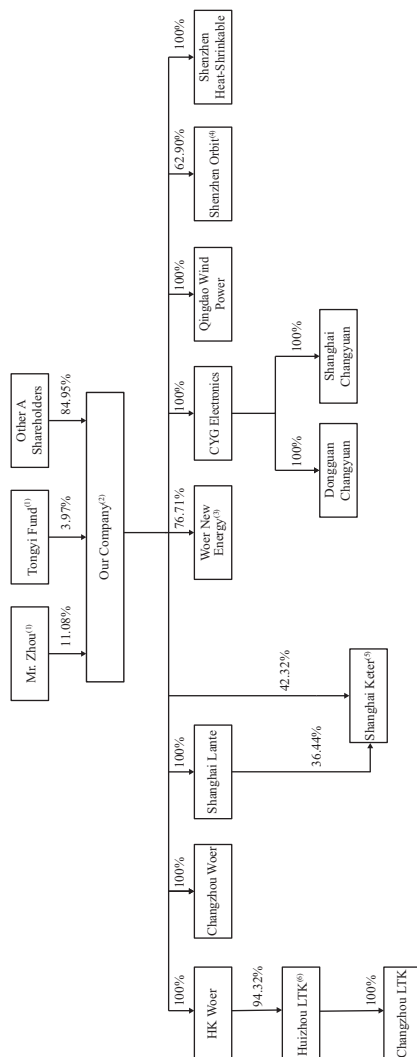 Mr. Zhou(1)
Tongyi Fund(1)
Other A
Shareholders
11.08%
3.97%
84.95%
Our Company(2)
100%
100%
100%
76.71%
100%
100%
62.90%
100%
HK Woer
Changzhou Woer
Shanghai Lante
Woer New
Energy(3)
CYG Electronics
Qingdao Wind
Power
Shenzhen Orbit(4)
Shenzhen
Heat-Shrinkable
94.32%
36.44%
42.32%
100%
100%
Huizhou LTK(6)
Shanghai Keter(5)
Dongguan
Changyuan
Shanghai
Changyuan
100%
Changzhou LTK